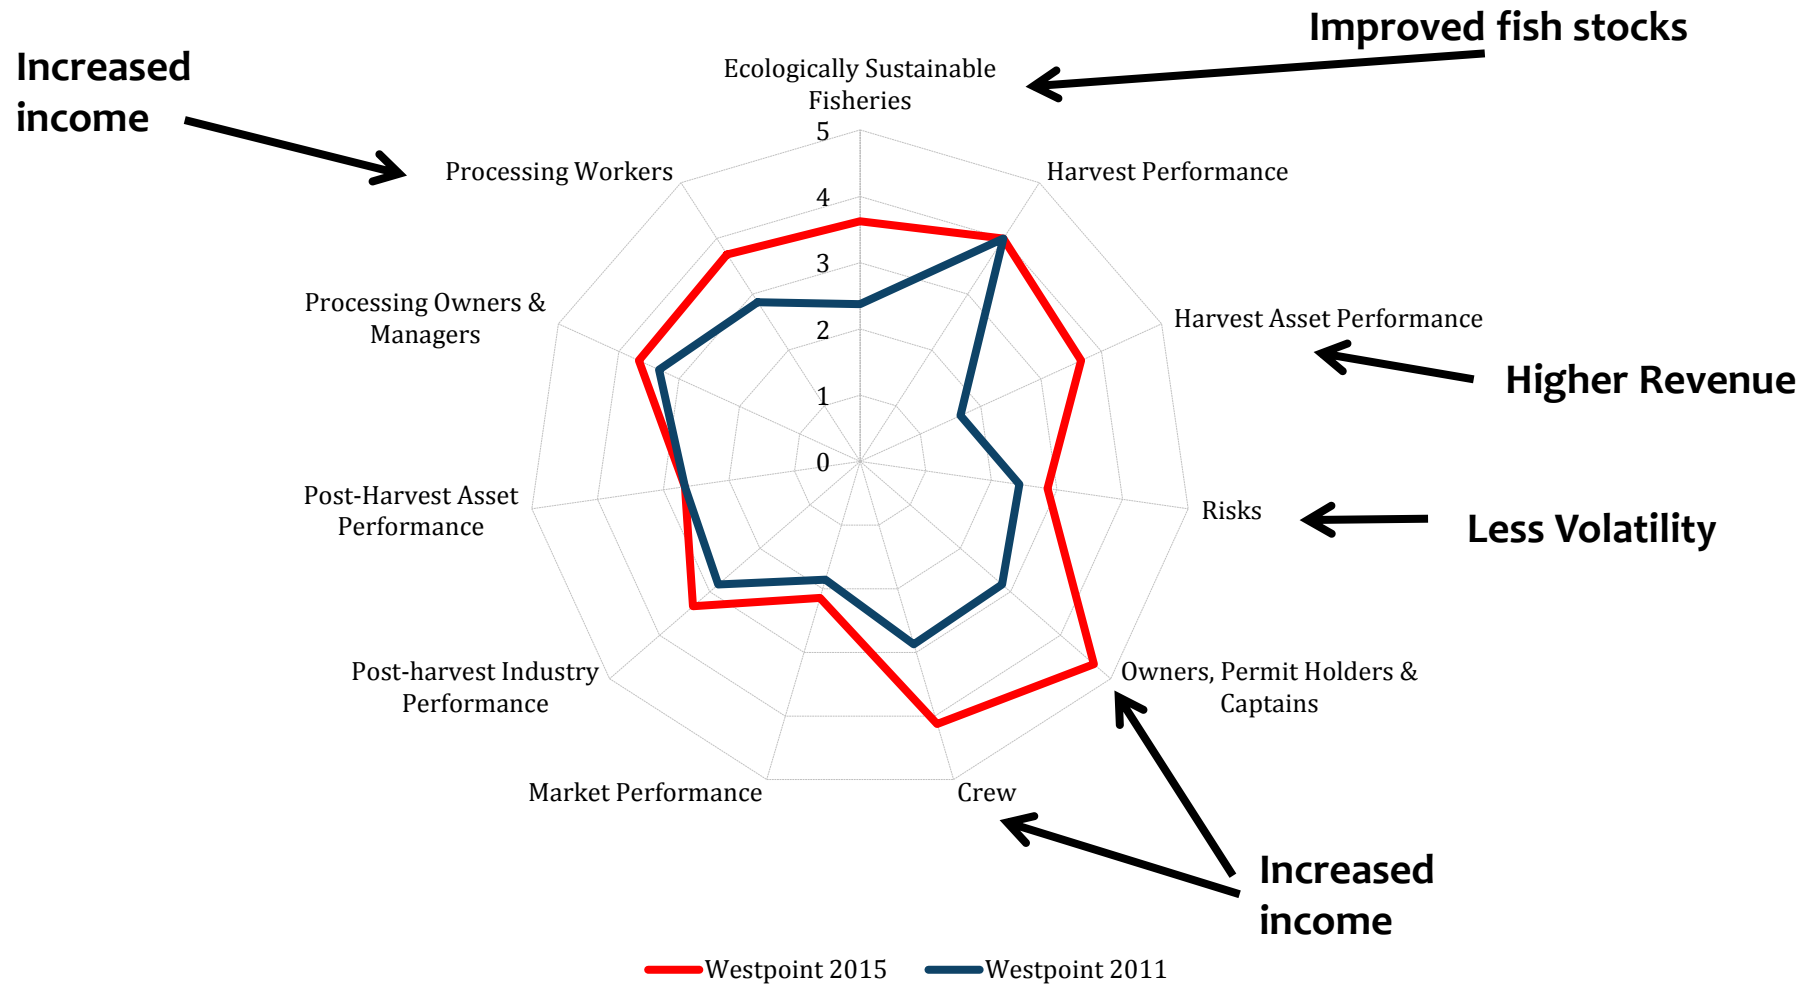 Improved fish stocks
Increased
income
Ecologically Sustainable
Fisheries
5
Processing Workers
Harvest Performance
4
3
Processing Owners &
Managers
Harvest Asset Performance
2
Higher Revenue
1
0
Post-Harvest Asset
Performance
Risks
Less Volatility
Post-harvest Industry
Performance
Owners, Permit Holders &
Captains
Market Performance
Crew
Increased
income
Westpoint 2015
Westpoint 2011